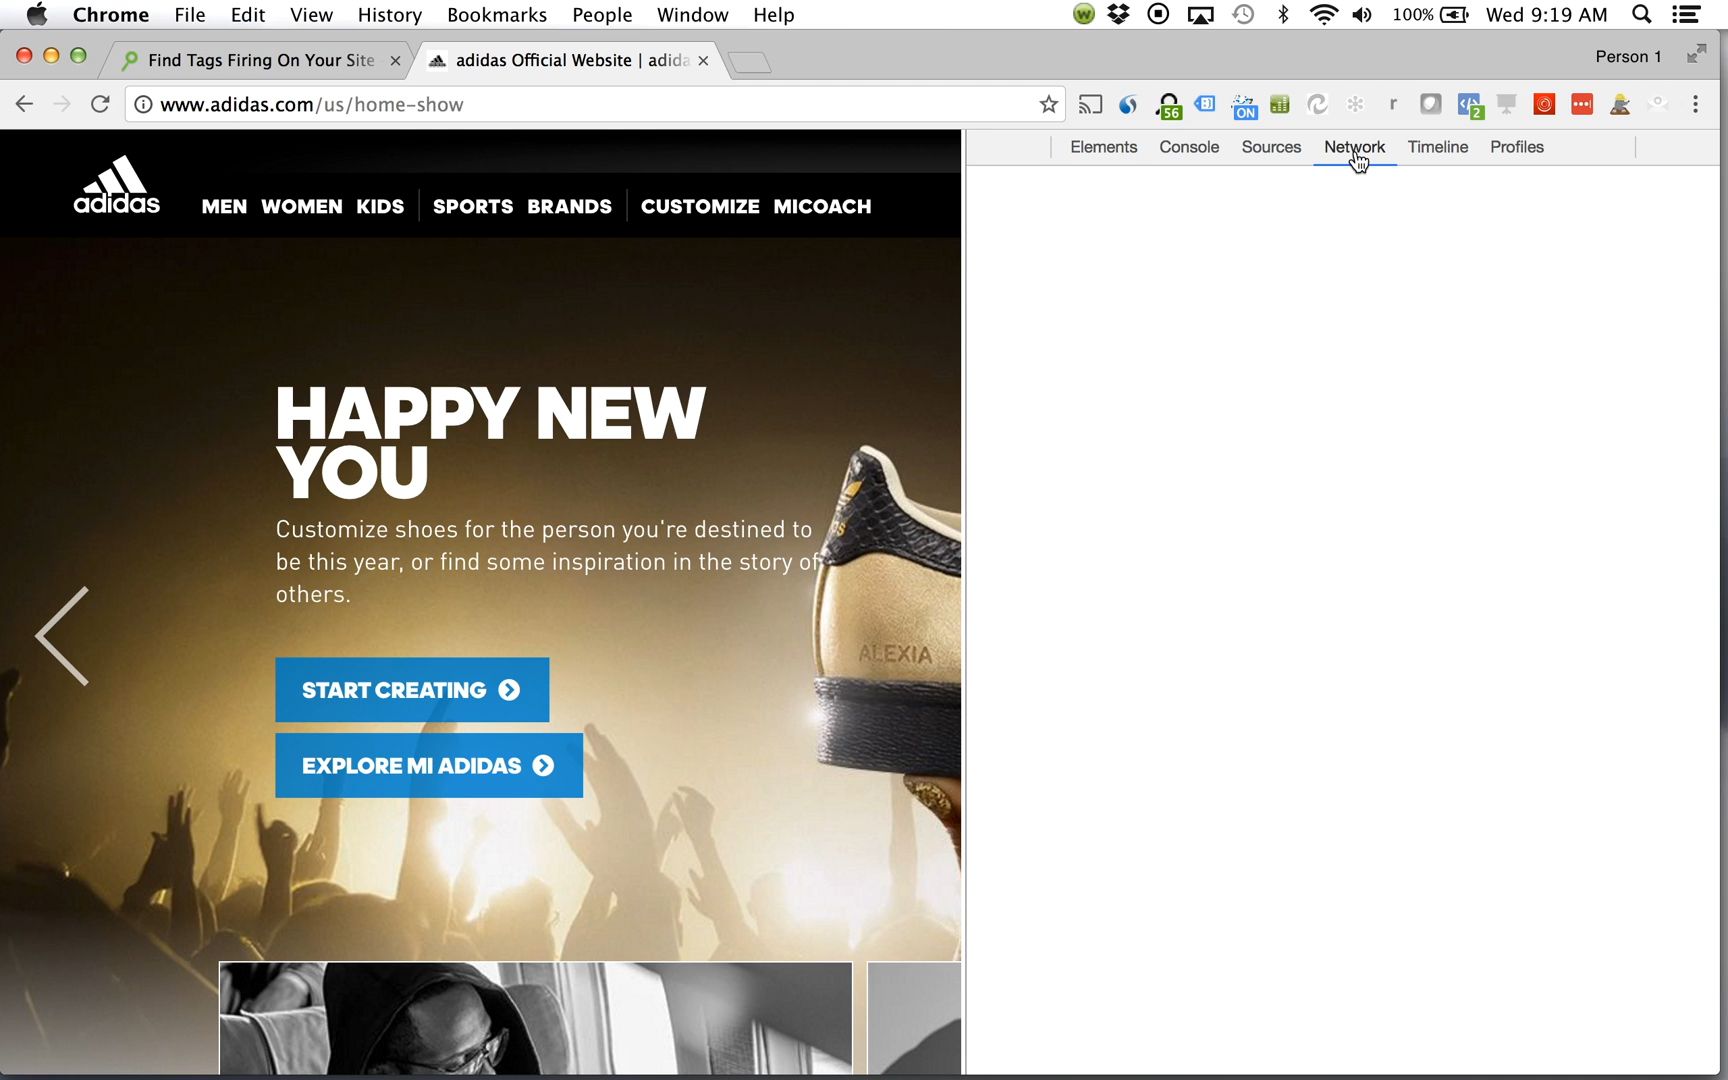 Chrome File Edit View History Bookmarks People Window Help 100% Wed 9:19 AM
Find Tags Firing On Your Site adidas Official Website | adida Person 1
www.adidas.com/us/home-show 56 ON r 2
Elements Console Sources Network Timeline Profiles
adidas
MEN WOMEN KIDS SPORTS BRANDS CUSTOMIZE MICOACH
HAPPY NEW
YOU
Customize shoes for the person you're destined to
be this year, or find some inspiration in the story of
others.
ALEXIA
START CREATING
EXPLORE MI ADIDAS